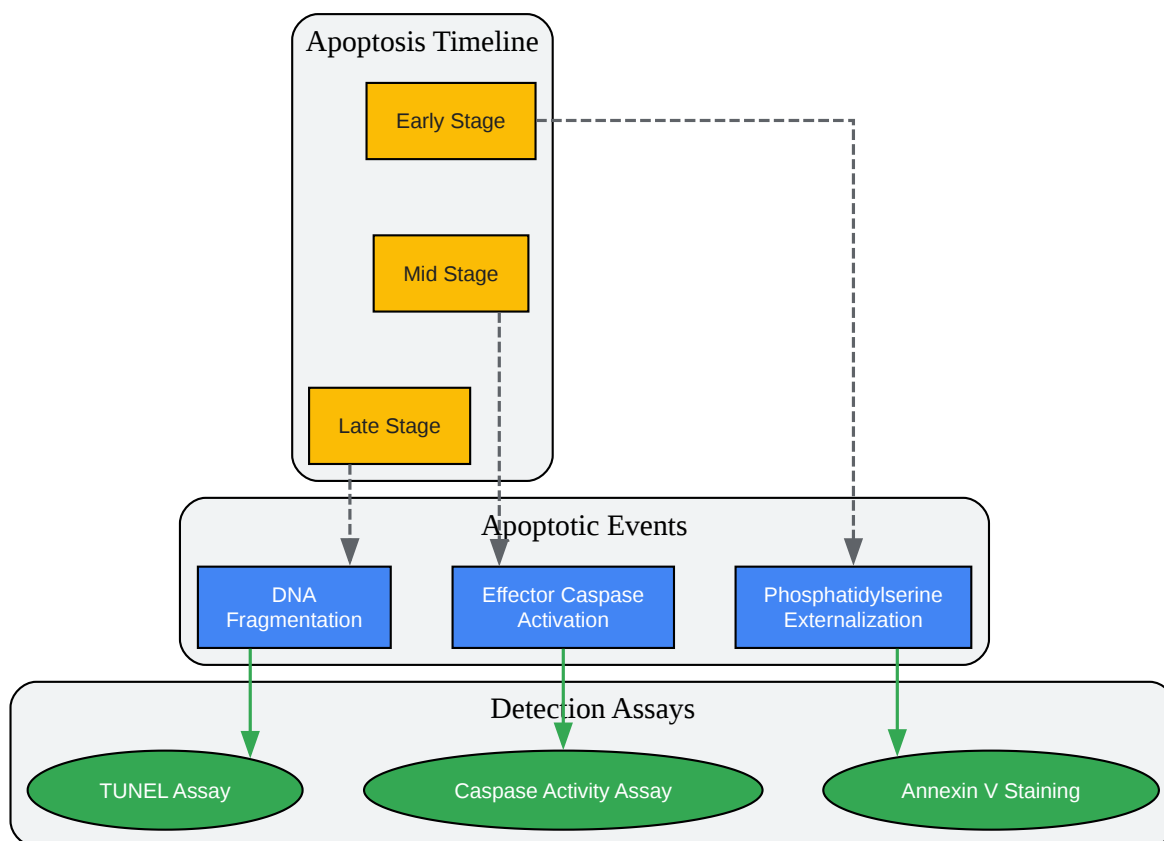 Apoptosis Timeline
Early Stage
Mid Stage
Late Stage
Apoptotic Events
DNA
Fragmentation
Effector Caspase
Activation
Phosphatidylserine
Externalization
Detection Assays
TUNEL Assay
Caspase Activity Assay
Annexin V Staining